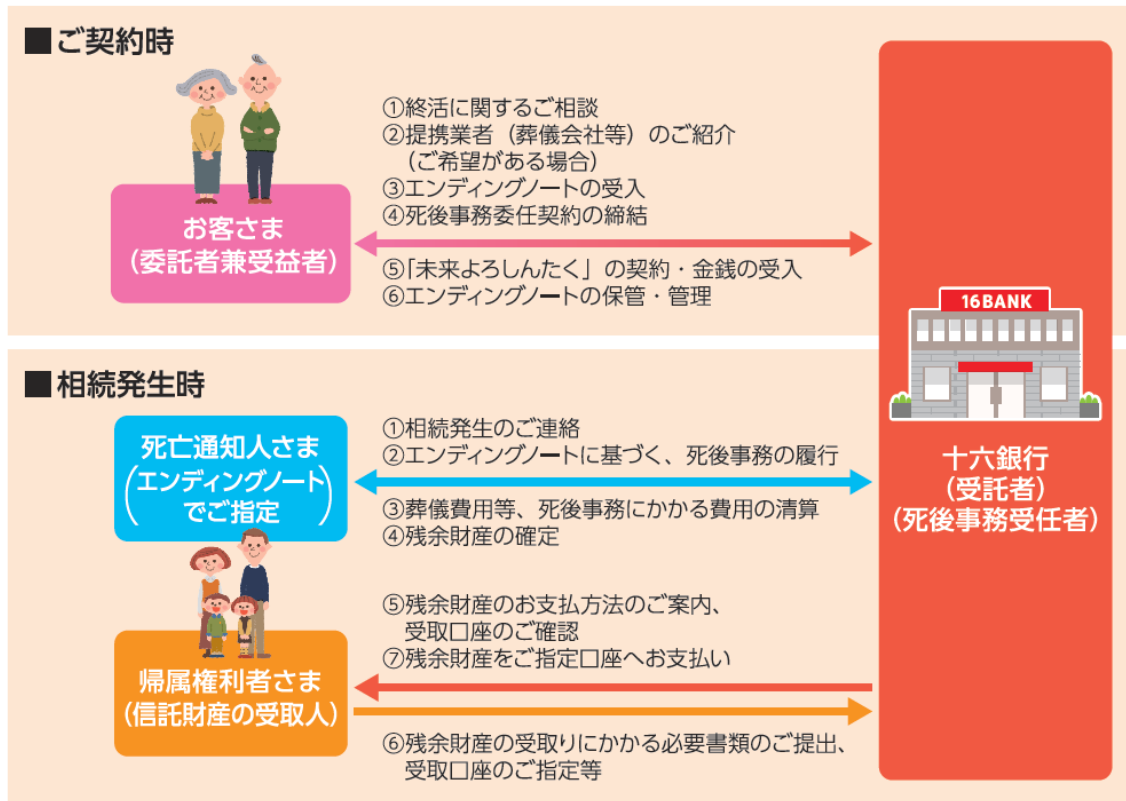 ■ご契約時
①終活に関するご相談
②提携業者（葬儀会社等）のご紹介
（ご希望がある場合）
③エンディングノートの受入
④死後事務委任契約の締結
お客さま
（委託者兼受益者）
⑤「未来よろしんたく」の契約・金銭の受入
⑥エンディングノートの保管・管理
16BANK
十六銀行
（受託者）
（死後事務受任者）
■相続発生時
死亡通知人さま
（エンディングノート
でご指定）
①相続発生のご連絡
②エンディングノートに基づく、死後事務の履行
③葬儀費用等、死後事務にかかる費用の清算
④残余財産の確定
⑤残余財産のお支払方法のご案内、
受取口座のご確認
⑦残余財産をご指定口座へお支払い
帰属権利者さま
（信託財産の受取人）
⑥残余財産の受取りにかかる必要書類のご提出、
受取口座のご指定等